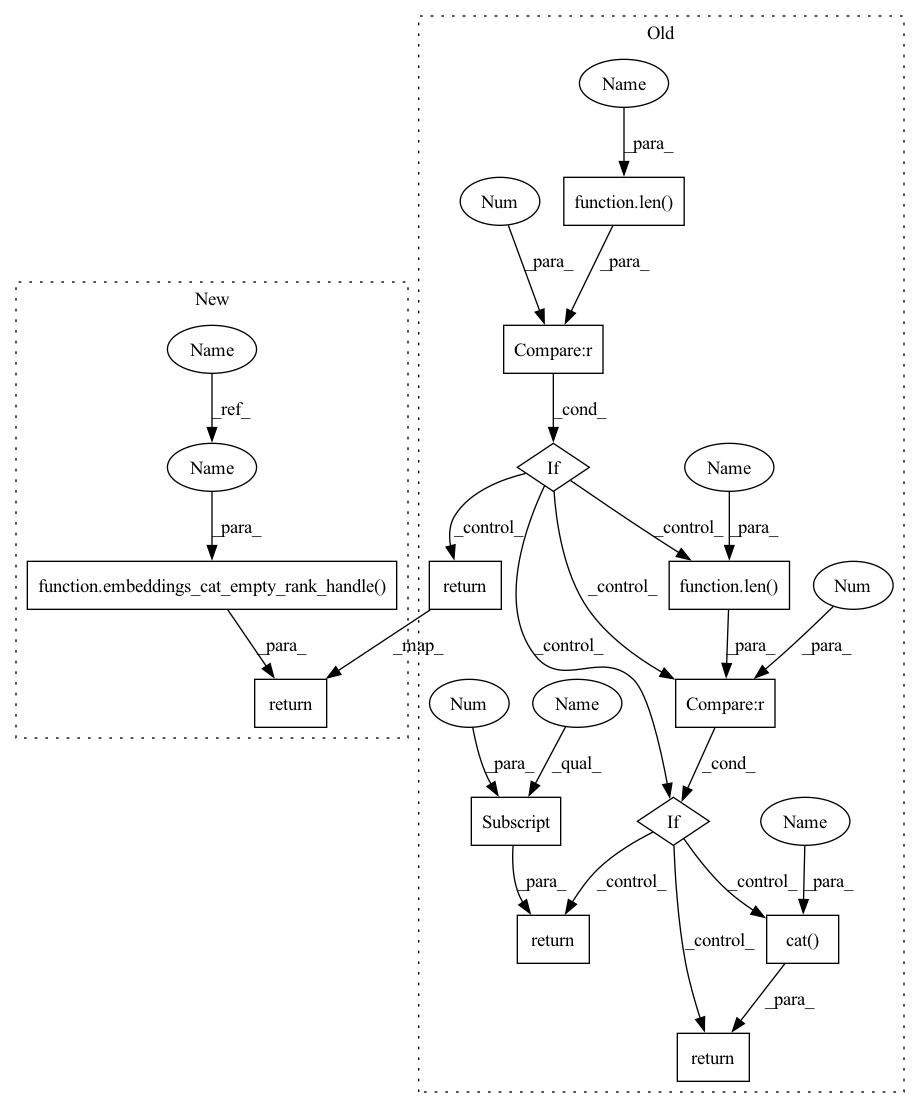 Old
Name
_para_
Num
function.len()
_para_
_para_
New
Name
Compare:r
_ref_
_cond_
Name
If
Name
_para_
_control_
_control_
_para_
function.embeddings_cat_empty_rank_handle()
return
function.len()
Num
_control_
_para_
_map_
_control_
_para_
_para_
return
Num
Name
Compare:r
_para_
_qual_
_cond_
Subscript
If
Name
_para_
_control_
_control_
_para_
return
_control_
cat()
_para_
return